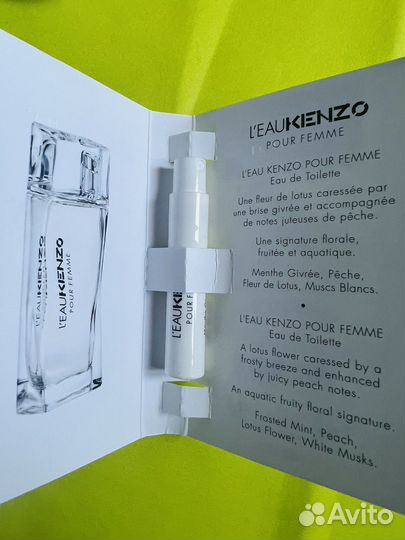 L'EAUKENZO
POUR FEMME
L'EAUKENZO
POUR FEMME
L'EAUKENZO
POUR FEMME
L'EAU KENZO POUR FEMME
Eau de Toilette
Une fleur de lotus caressée par
une brise givrée et accompagnée
de notes juteuses de pêche.
Une signature florale,
fruitée et aquatique.
Menthe Givrée, Pêche,
Fleur de Lotus, Muscs Blancs.
•
L'EAU KENZO POUR FEMME
Eau de Toilette
A lotus flower caressed by a
frosty breeze and enhanced
by juicy peach notes.
An aquatic fruity floral signature.
Frosted Mint, Peach,
Lotus Flower, White Musks.
Avito